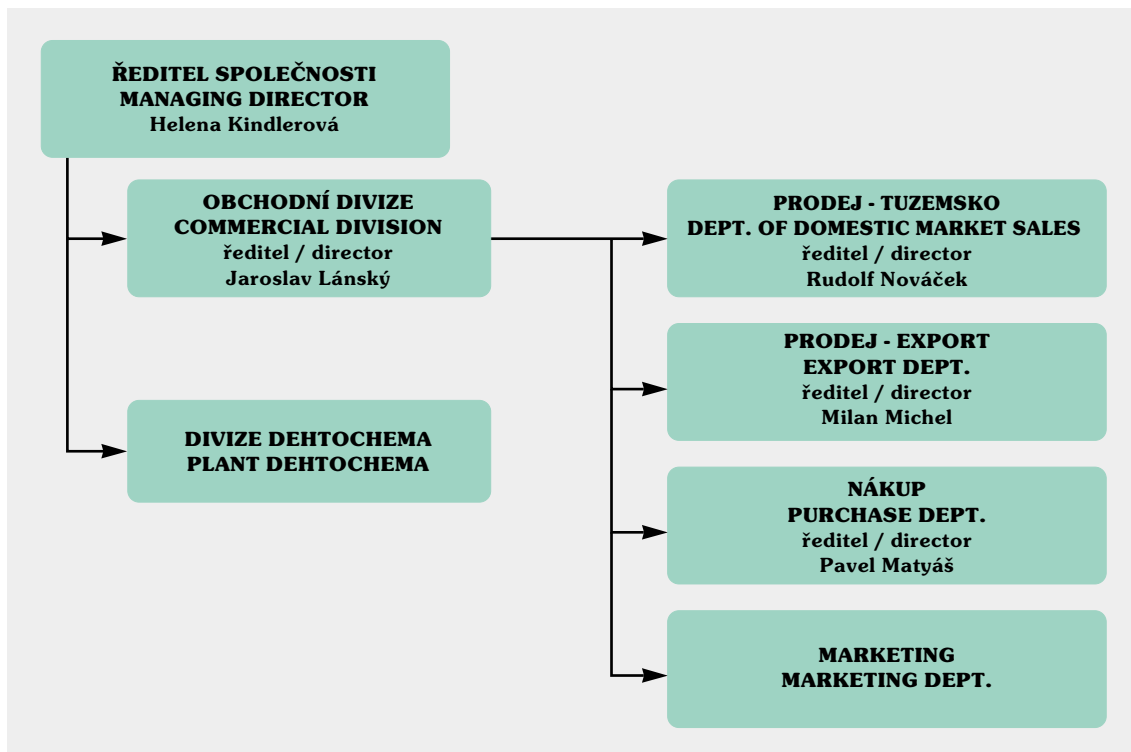 ŘEDITEL SPOLEČNOSTI
MANAGING DIRECTOR
Helena Kindlerová
OBCHODNÍ DIVIZE
COMMERCIAL DIVISION
ředitel / director
Jaroslav Lánský
DIVIZE DEHTOCHEMA
PLANT DEHTOCHEMA
PRODEJ - TUZEMSKO
DEPT. OF DOMESTIC MARKET SALES
ředitel / director
Rudolf Nováček
PRODEJ - EXPORT
EXPORT DEPT.
ředitel / director
Milan Michel
NÁKUP
PURCHASE DEPT.
ředitel / director
Pavel Matyáš
MARKETING
MARKETING DEPT.